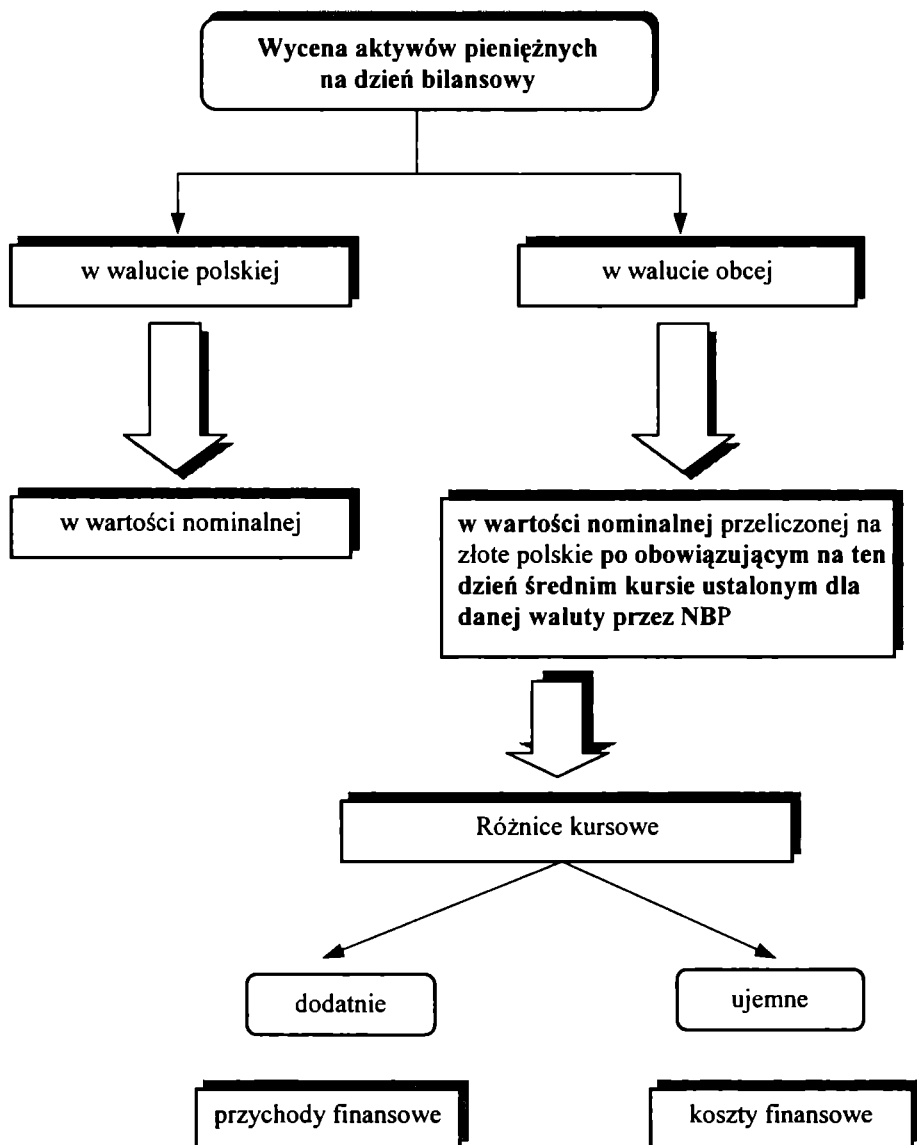 Wycena aktywów pieniężnych
na dzień bilansowy
w walucie polskiej
w walucie obcej
w wartości nominalnej
w wartości nominalnej przeliczonej na
złote polskie po obowiązującym na ten
dzień średnim kursie ustalonym dla
danej waluty przez NBP
Różnice kursowe
dodatnie
ujemne
przychody finansowe
koszty finansowe